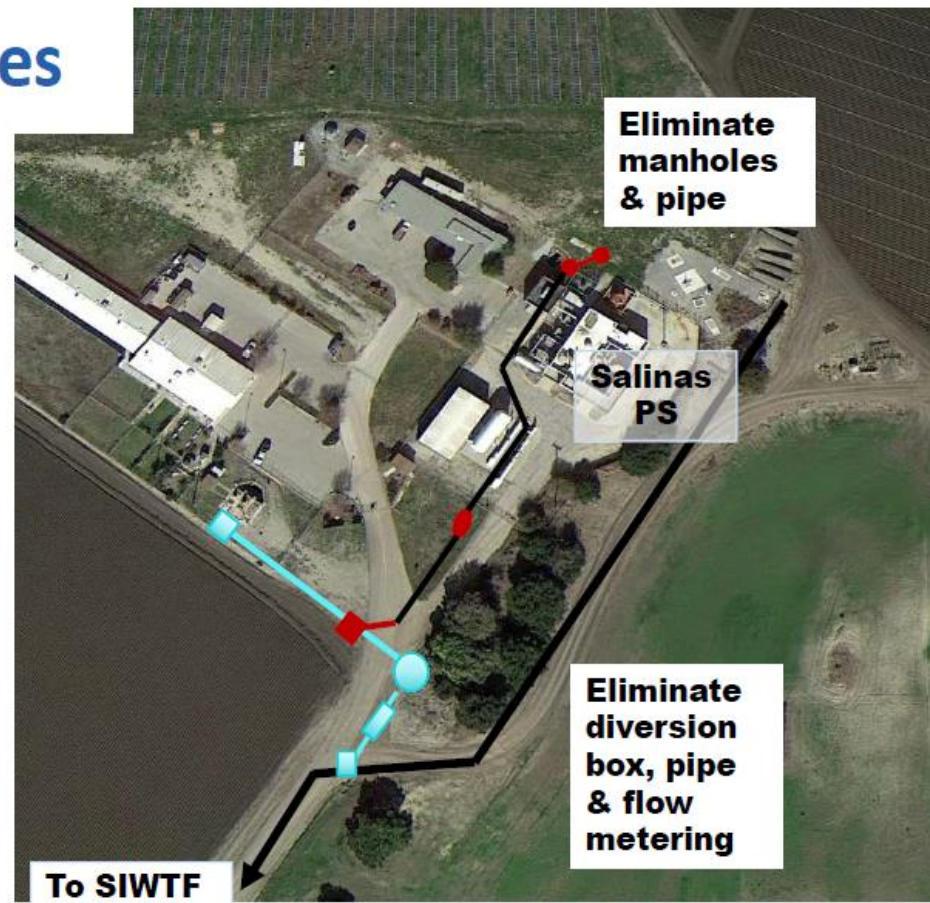 es
Eliminate
manholes
& pipe
Salinas
PS
Eliminate
diversion
box, pipe
& flow
metering
To SIWTF